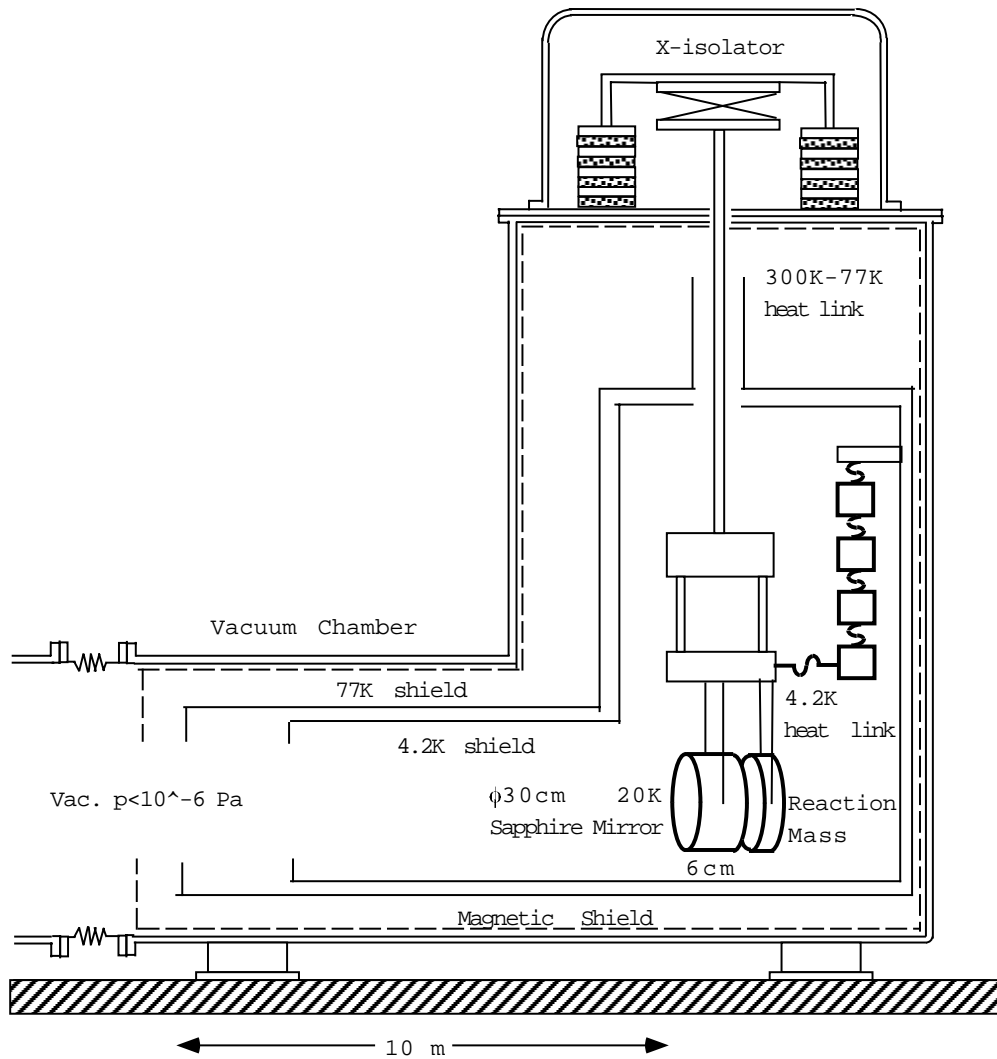 X-isolator
300K-77K
heat link
Vacuum Chamber
77K shield
4.2K shield
4.2K
heat link
Vac. p<10^-6 Pa
ϕ30cm 20K
Sapphire Mirror
Reaction
Mass
6cm
Magnetic Shield
10 m